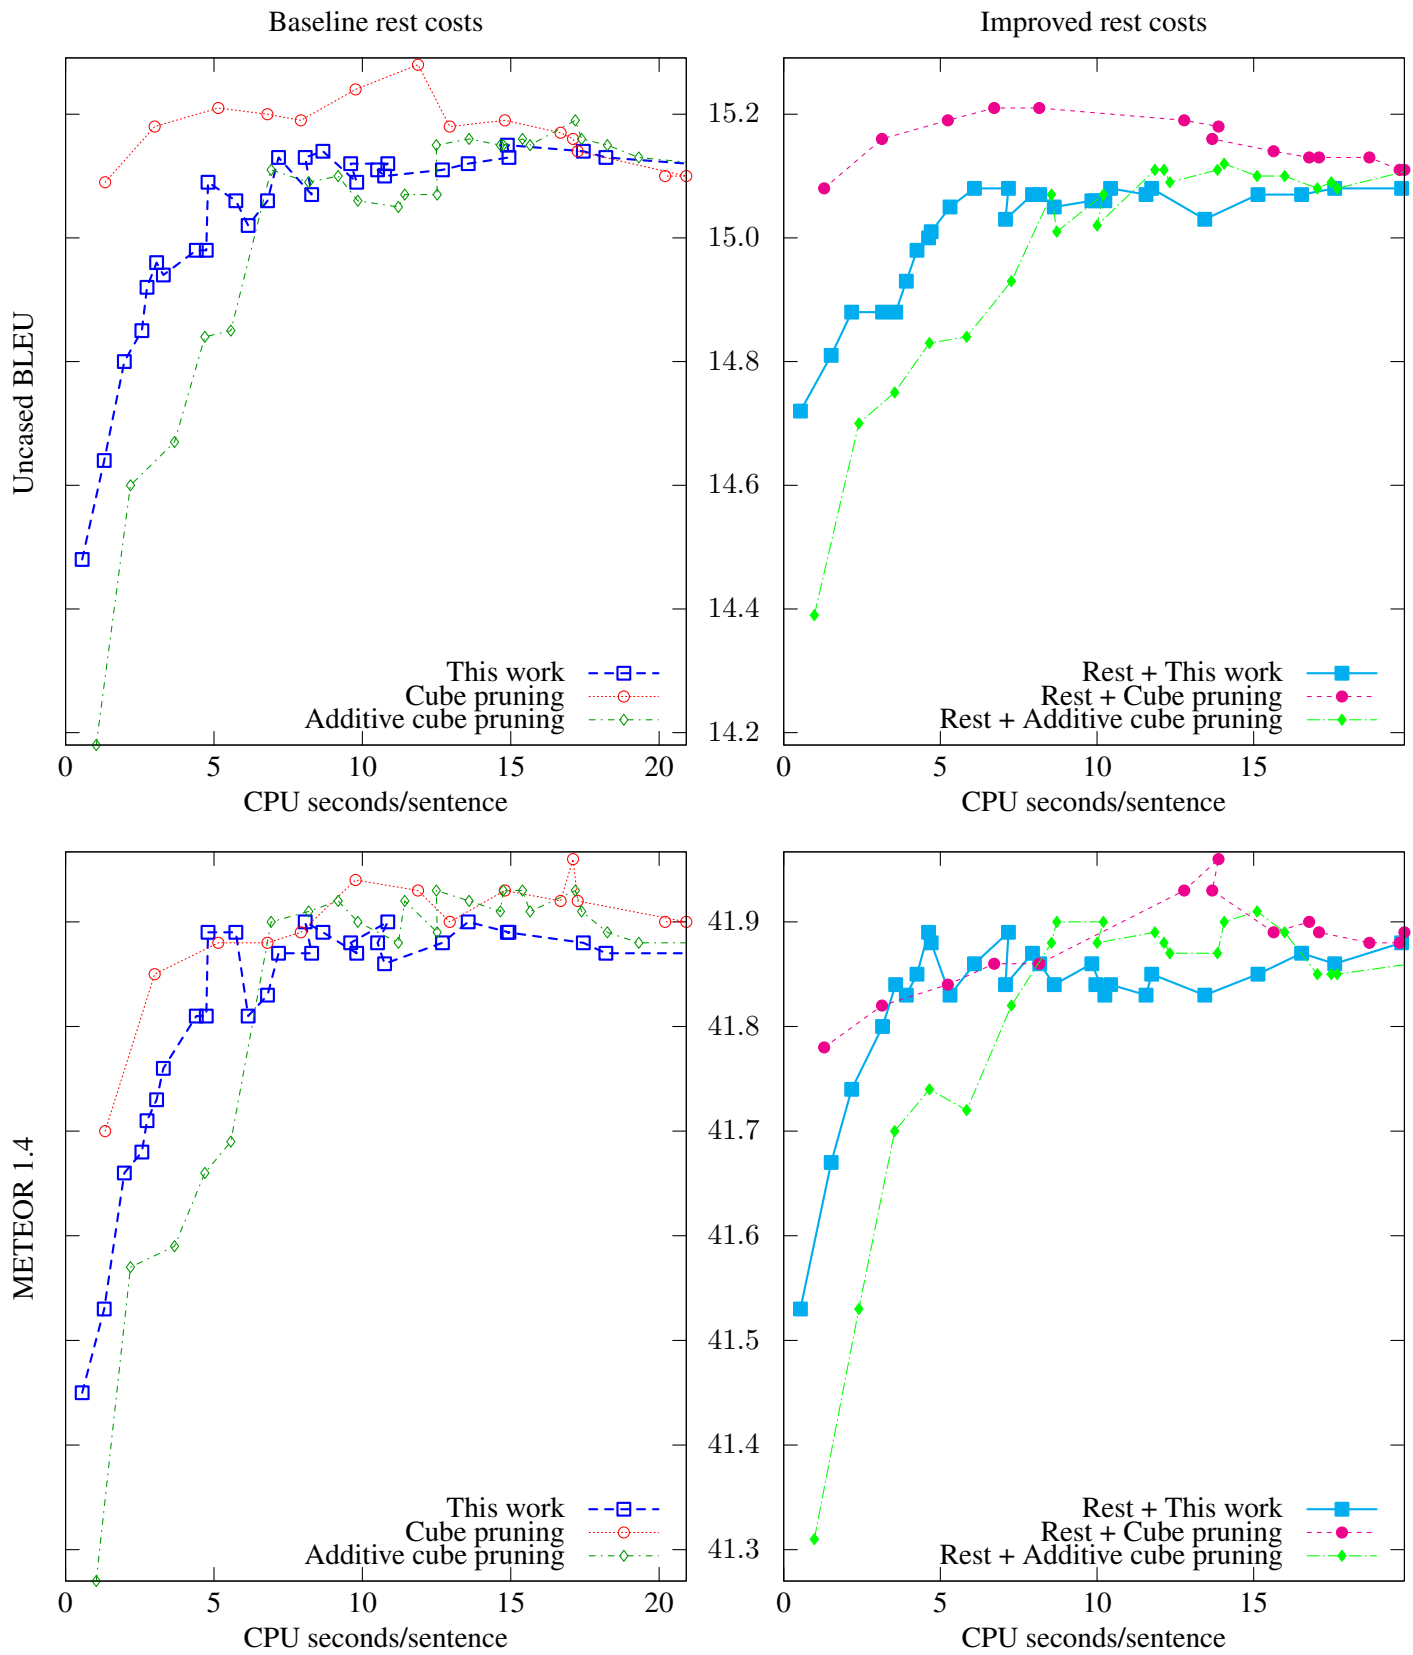 Baseline rest costs
Improved rest costs
Uncased BLEU
15.2
15.0
14.8
14.6
14.4
14.2
This work
Cube pruning
Additive cube pruning
Rest + This work
Rest + Cube pruning
Rest + Additive cube pruning
0 5 10 15 20
CPU seconds/sentence
0 5 10 15
CPU seconds/sentence
METEOR 1.4
41.9
41.8
41.7
41.6
41.5
41.4
41.3
This work
Cube pruning
Additive cube pruning
Rest + This work
Rest + Cube pruning
Rest + Additive cube pruning
0 5 10 15 20
CPU seconds/sentence
0 5 10 15
CPU seconds/sentence